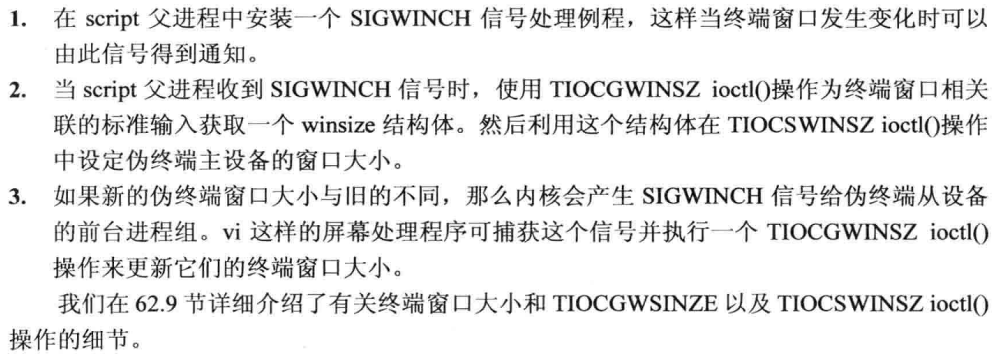 1. 在 script 父进程中安装一个 SIGWINCH 信号处理例程，这样当终端窗口发生变化时可以
由此信号得到通知。
2. 当 script 父进程收到 SIGWINCH 信号时，使用 TIOCGWINSZ ioctl()操作为终端窗口相关
联的标准输入获取一个 winsize 结构体。然后利用这个结构体在 TIOCSWINSZ ioctl()操作
中设定伪终端主设备的窗口大小。
3. 如果新的伪终端窗口大小与旧的不同，那么内核会产生 SIGWINCH 信号给伪终端从设备
的前台进程组。vi 这样的屏幕处理程序可捕获这个信号并执行一个 TIOCGWINSZ ioctl()
操作来更新它们的终端窗口大小。
我们在 62.9 节详细介绍了有关终端窗口大小和 TIOCGWSINZE 以及 TIOCSWINSZ ioctl()
操作的细节。